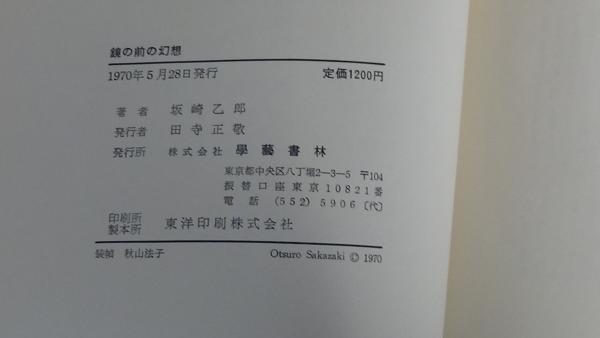 鏡の前の幻想
1970年5月28日発行 定価1200円
著者 坂崎乙郎
発行者 田寺正敬
発行所 株式会社 學藝書林
東京都中央区八丁堀2—3—5 〒104
振替口座東京10821番
電話 (552) 5906〔代〕
印刷所
製本所 東洋印刷株式会社
装幀 秋山法子 Otsuro Sakazaki © 1970